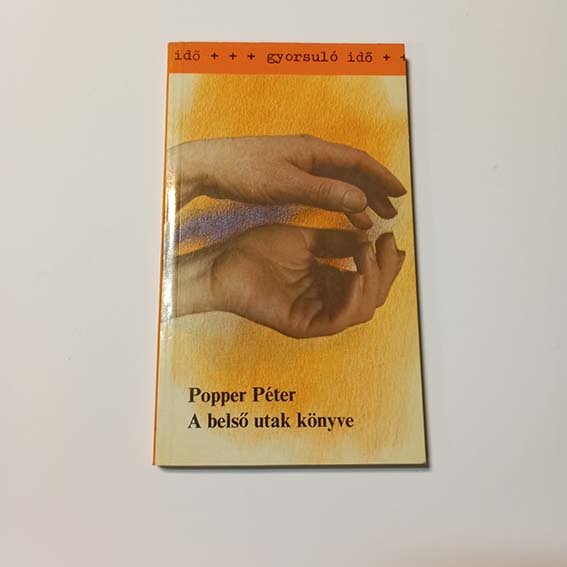 idő + + + gyorsuló idő + +
Popper Péter
A belső utak könyve